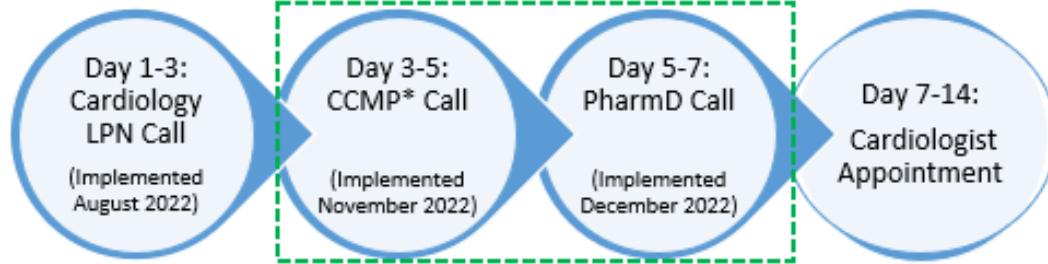 Day 1-3:
Cardiology
LPN Call
(Implemented
August 2022)
Day 3-5:
CCMP* Call
(Implemented
November 2022)
Day 5-7:
PharmD Call
(Implemented
December 2022)
Day 7-14:
Cardiologist
Appointment